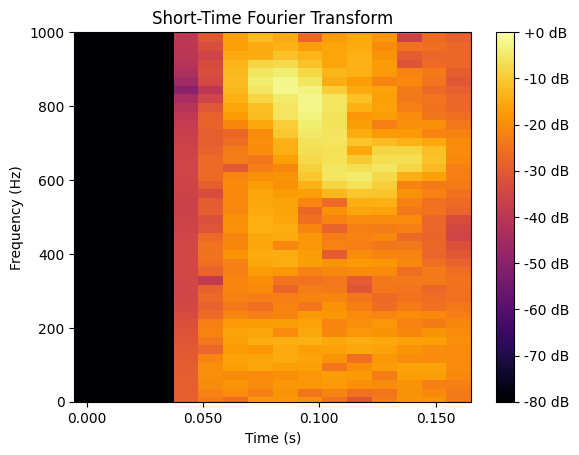 Short-Time Fourier Transform
1000
800
600
400
200
0
Frequency (Hz)
0.000
0.050
0.100
0.150
Time (s)
+0 dB
-10 dB
-20 dB
-30 dB
-40 dB
-50 dB
-60 dB
-70 dB
-80 dB